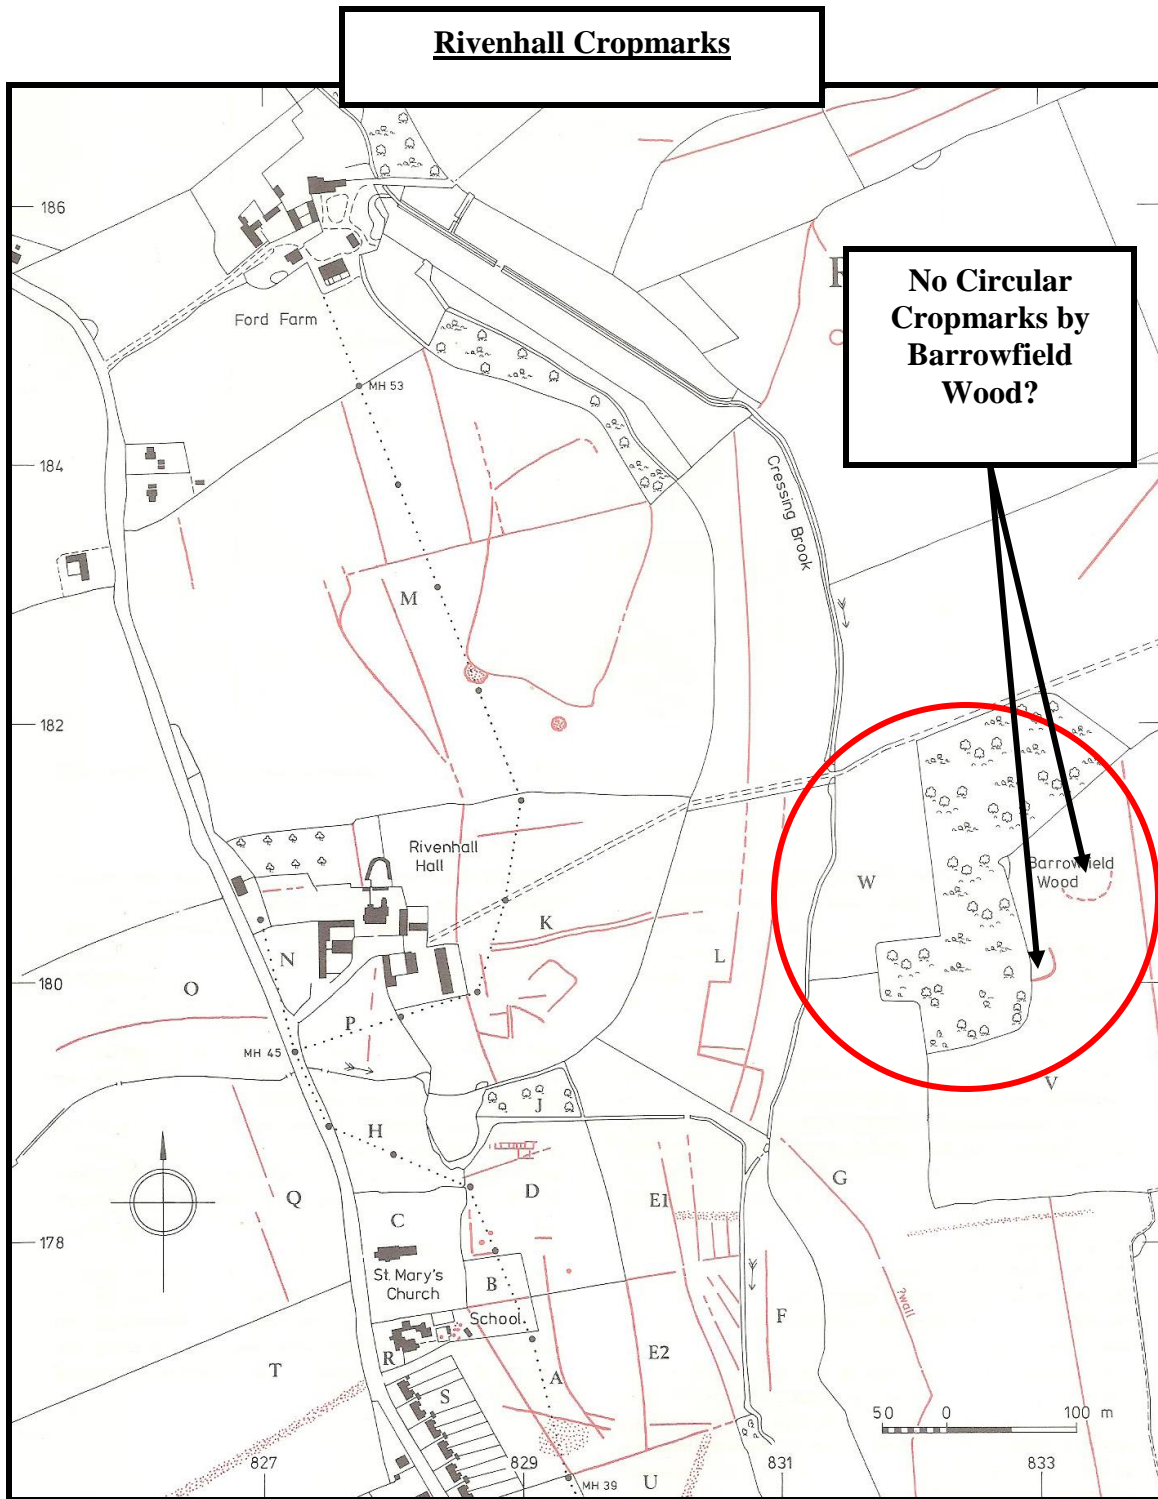 Rivenhall Cropmarks
186
R
No Circular
Cropmarks by
Barrowfield
Wood?
Ford Farm
MH 53
184
Cressing Brook
M
182
Rivenhall
Hall
Barrowfield
Wood
W
K
L
N
180
O
P
MH 45
V
J
H
D
G
Q
E1
C
178
St. Mary's
Church
B
School
?wall
F
E2
R
T
A
S
50 0 100 m
827
829
831
833
MH 39
U